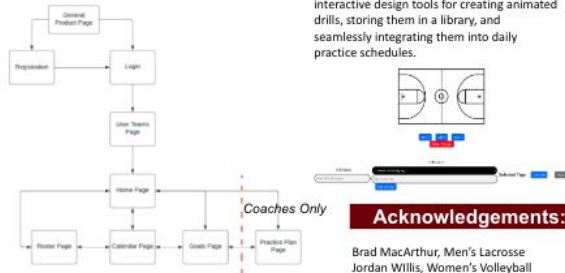 General
Product Page
Registration
Login
User Teams
Page
Home Page
Coaches Only
Roster Page
Calendar Page
Goals Page
Practice Plan
Page
interactive design tools for creating animated
drills, storing them in a library, and
seamlessly integrating them into daily
practice schedules.
Selected Tags:
Acknowledgements:
Brad MacArthur, Men's Lacrosse
Jordan WIllis, Women's Volleyball